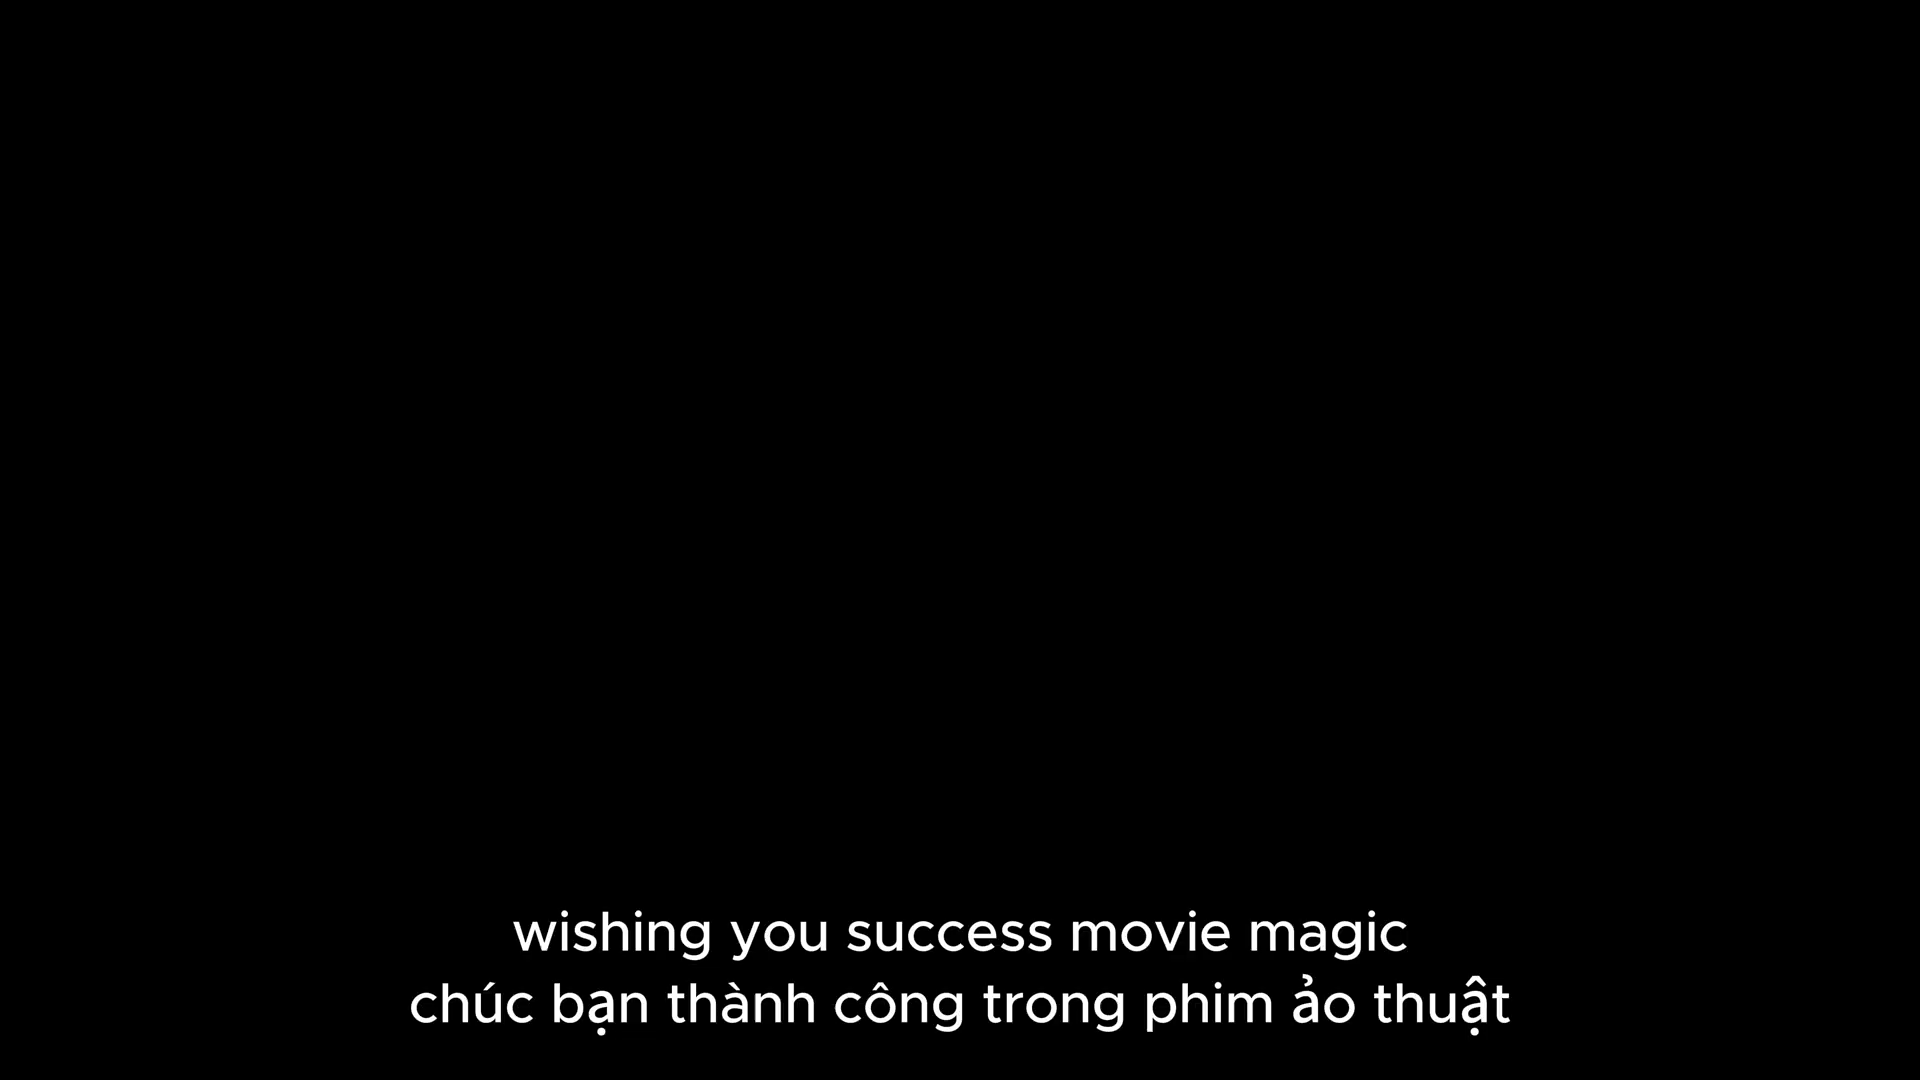 wishing you success movie magic
chúc bạn thành công trong phim ảo thuật